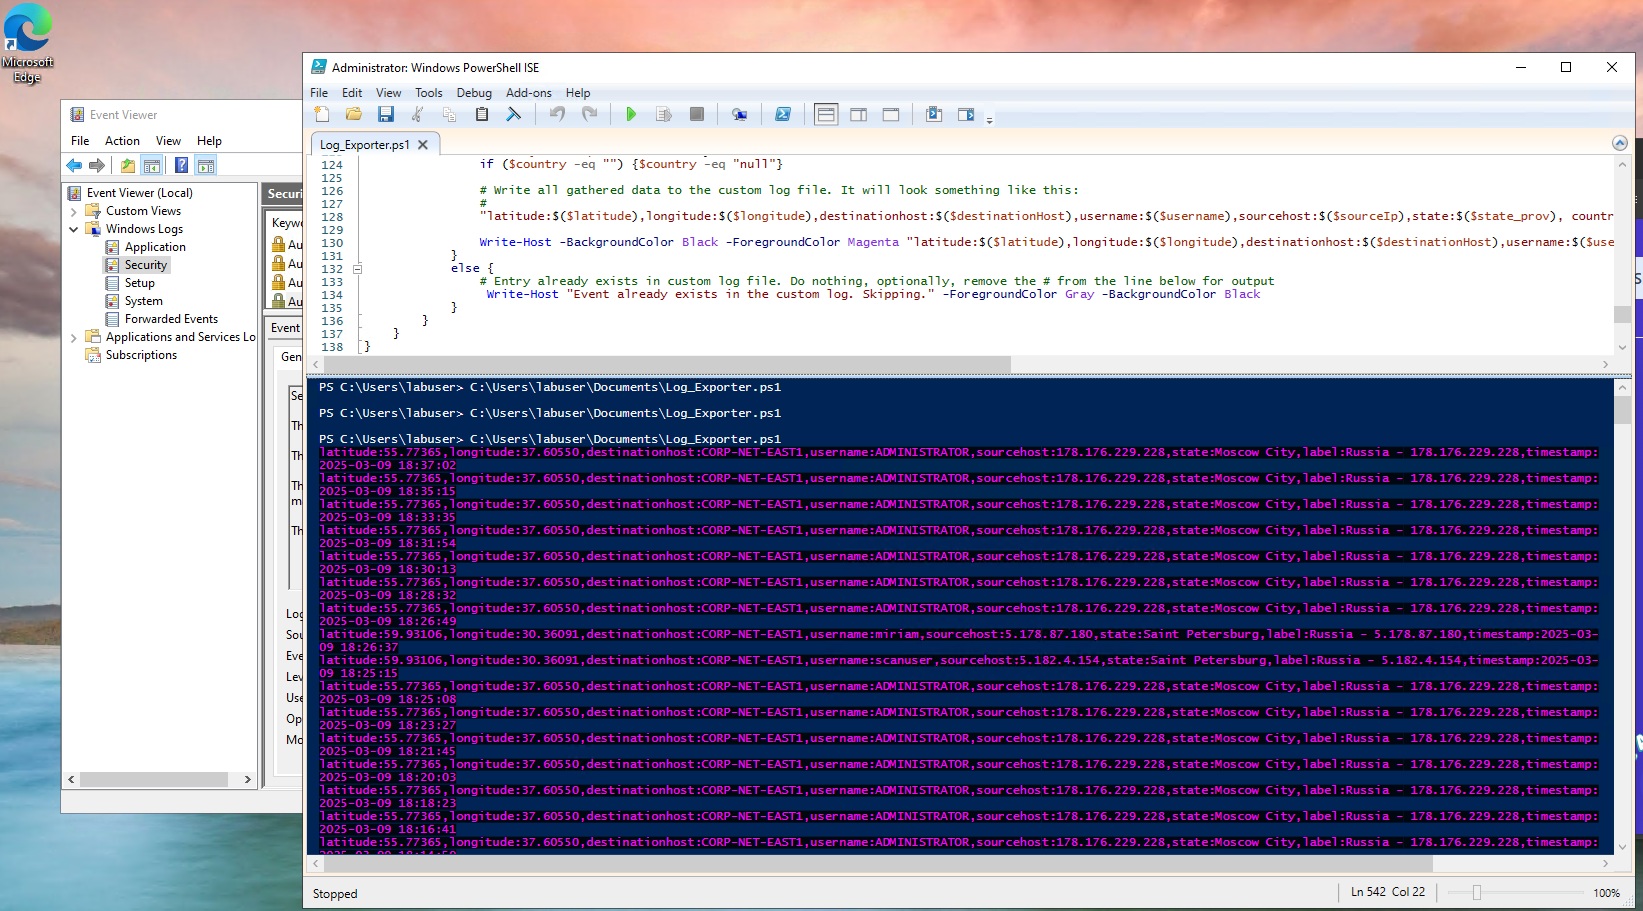 Microsoft
Edge
Event Viewer
File Action View Help
Event Viewer (Local)
Custom Views
Windows Logs
Application
Security
Setup
System
Forwarded Events
Applications and Services Lo
Subscriptions
Securi
Keywo
Au
Au
Au
Au
Event
Gen
Se
Th
Th
Th
m
Th
Log
Sou
Eve
Lev
Use
Op
Mo
Administrator: Windows PowerShell ISE
File Edit View Tools Debug Add-ons Help
Log_Exporter.ps1
124 if ($country -eq "") {$country -eq "null"}
125
126 # Write all gathered data to the custom log file. It will look something like this:
127 #
128 "latitude:$($latitude),longitude:$($longitude),destinationhost:$($destinationHost),username:$($username),sourcehost:$($sourceIp),state:$($state_prov), countr
129
130 Write-Host -BackgroundColor Black -ForegroundColor Magenta "latitude:$($latitude),longitude:$($longitude),destinationhost:$($destinationHost),username:$($use
131 }
132 else {
133 # Entry already exists in custom log file. Do nothing, optionally, remove the # from the line below for output
134 Write-Host "Event already exists in the custom log. Skipping." -ForegroundColor Gray -BackgroundColor Black
135 }
136 }
137 }
138 }
PS C:\Users\labuser> C:\Users\labuser\Documents\Log_Exporter.ps1
PS C:\Users\labuser> C:\Users\labuser\Documents\Log_Exporter.ps1
PS C:\Users\labuser> C:\Users\labuser\Documents\Log_Exporter.ps1
latitude:55.77365,longitude:37.60550,destinationhost:CORP-NET-EAST1,username:ADMINISTRATOR,sourcehost:178.176.229.228,state:Moscow City,label:Russia - 178.176.229.228,timestamp:
2025-03-09 18:37:02
latitude:55.77365,longitude:37.60550,destinationhost:CORP-NET-EAST1,username:ADMINISTRATOR,sourcehost:178.176.229.228,state:Moscow City,label:Russia - 178.176.229.228,timestamp:
2025-03-09 18:35:15
latitude:55.77365,longitude:37.60550,destinationhost:CORP-NET-EAST1,username:ADMINISTRATOR,sourcehost:178.176.229.228,state:Moscow City,label:Russia - 178.176.229.228,timestamp:
2025-03-09 18:33:35
latitude:55.77365,longitude:37.60550,destinationhost:CORP-NET-EAST1,username:ADMINISTRATOR,sourcehost:178.176.229.228,state:Moscow City,label:Russia - 178.176.229.228,timestamp:
2025-03-09 18:31:54
latitude:55.77365,longitude:37.60550,destinationhost:CORP-NET-EAST1,username:ADMINISTRATOR,sourcehost:178.176.229.228,state:Moscow City,label:Russia - 178.176.229.228,timestamp:
2025-03-09 18:30:13
latitude:55.77365,longitude:37.60550,destinationhost:CORP-NET-EAST1,username:ADMINISTRATOR,sourcehost:178.176.229.228,state:Moscow City,label:Russia - 178.176.229.228,timestamp:
2025-03-09 18:28:32
latitude:55.77365,longitude:37.60550,destinationhost:CORP-NET-EAST1,username:ADMINISTRATOR,sourcehost:178.176.229.228,state:Moscow City,label:Russia - 178.176.229.228,timestamp:
2025-03-09 18:26:49
latitude:59.93106,longitude:30.36091,destinationhost:CORP-NET-EAST1,username:miriam,sourcehost:5.178.87.180,state:Saint Petersburg,label:Russia - 5.178.87.180,timestamp:2025-03-
09 18:26:37
latitude:59.93106,longitude:30.36091,destinationhost:CORP-NET-EAST1,username:scanuser,sourcehost:5.182.4.154,state:Saint Petersburg,label:Russia - 5.182.4.154,timestamp:2025-03-
09 18:25:15
latitude:55.77365,longitude:37.60550,destinationhost:CORP-NET-EAST1,username:ADMINISTRATOR,sourcehost:178.176.229.228,state:Moscow City,label:Russia - 178.176.229.228,timestamp:
2025-03-09 18:25:08
latitude:55.77365,longitude:37.60550,destinationhost:CORP-NET-EAST1,username:ADMINISTRATOR,sourcehost:178.176.229.228,state:Moscow City,label:Russia - 178.176.229.228,timestamp:
2025-03-09 18:23:27
latitude:55.77365,longitude:37.60550,destinationhost:CORP-NET-EAST1,username:ADMINISTRATOR,sourcehost:178.176.229.228,state:Moscow City,label:Russia - 178.176.229.228,timestamp:
2025-03-09 18:21:45
latitude:55.77365,longitude:37.60550,destinationhost:CORP-NET-EAST1,username:ADMINISTRATOR,sourcehost:178.176.229.228,state:Moscow City,label:Russia - 178.176.229.228,timestamp:
2025-03-09 18:20:03
latitude:55.77365,longitude:37.60550,destinationhost:CORP-NET-EAST1,username:ADMINISTRATOR,sourcehost:178.176.229.228,state:Moscow City,label:Russia - 178.176.229.228,timestamp:
2025-03-09 18:18:23
latitude:55.77365,longitude:37.60550,destinationhost:CORP-NET-EAST1,username:ADMINISTRATOR,sourcehost:178.176.229.228,state:Moscow City,label:Russia - 178.176.229.228,timestamp:
2025-03-09 18:16:41
latitude:55.77365,longitude:37.60550,destinationhost:CORP-NET-EAST1,username:ADMINISTRATOR,sourcehost:178.176.229.228,state:Moscow City,label:Russia - 178.176.229.228,timestamp:
Stopped
Ln 542 Col 22
100%